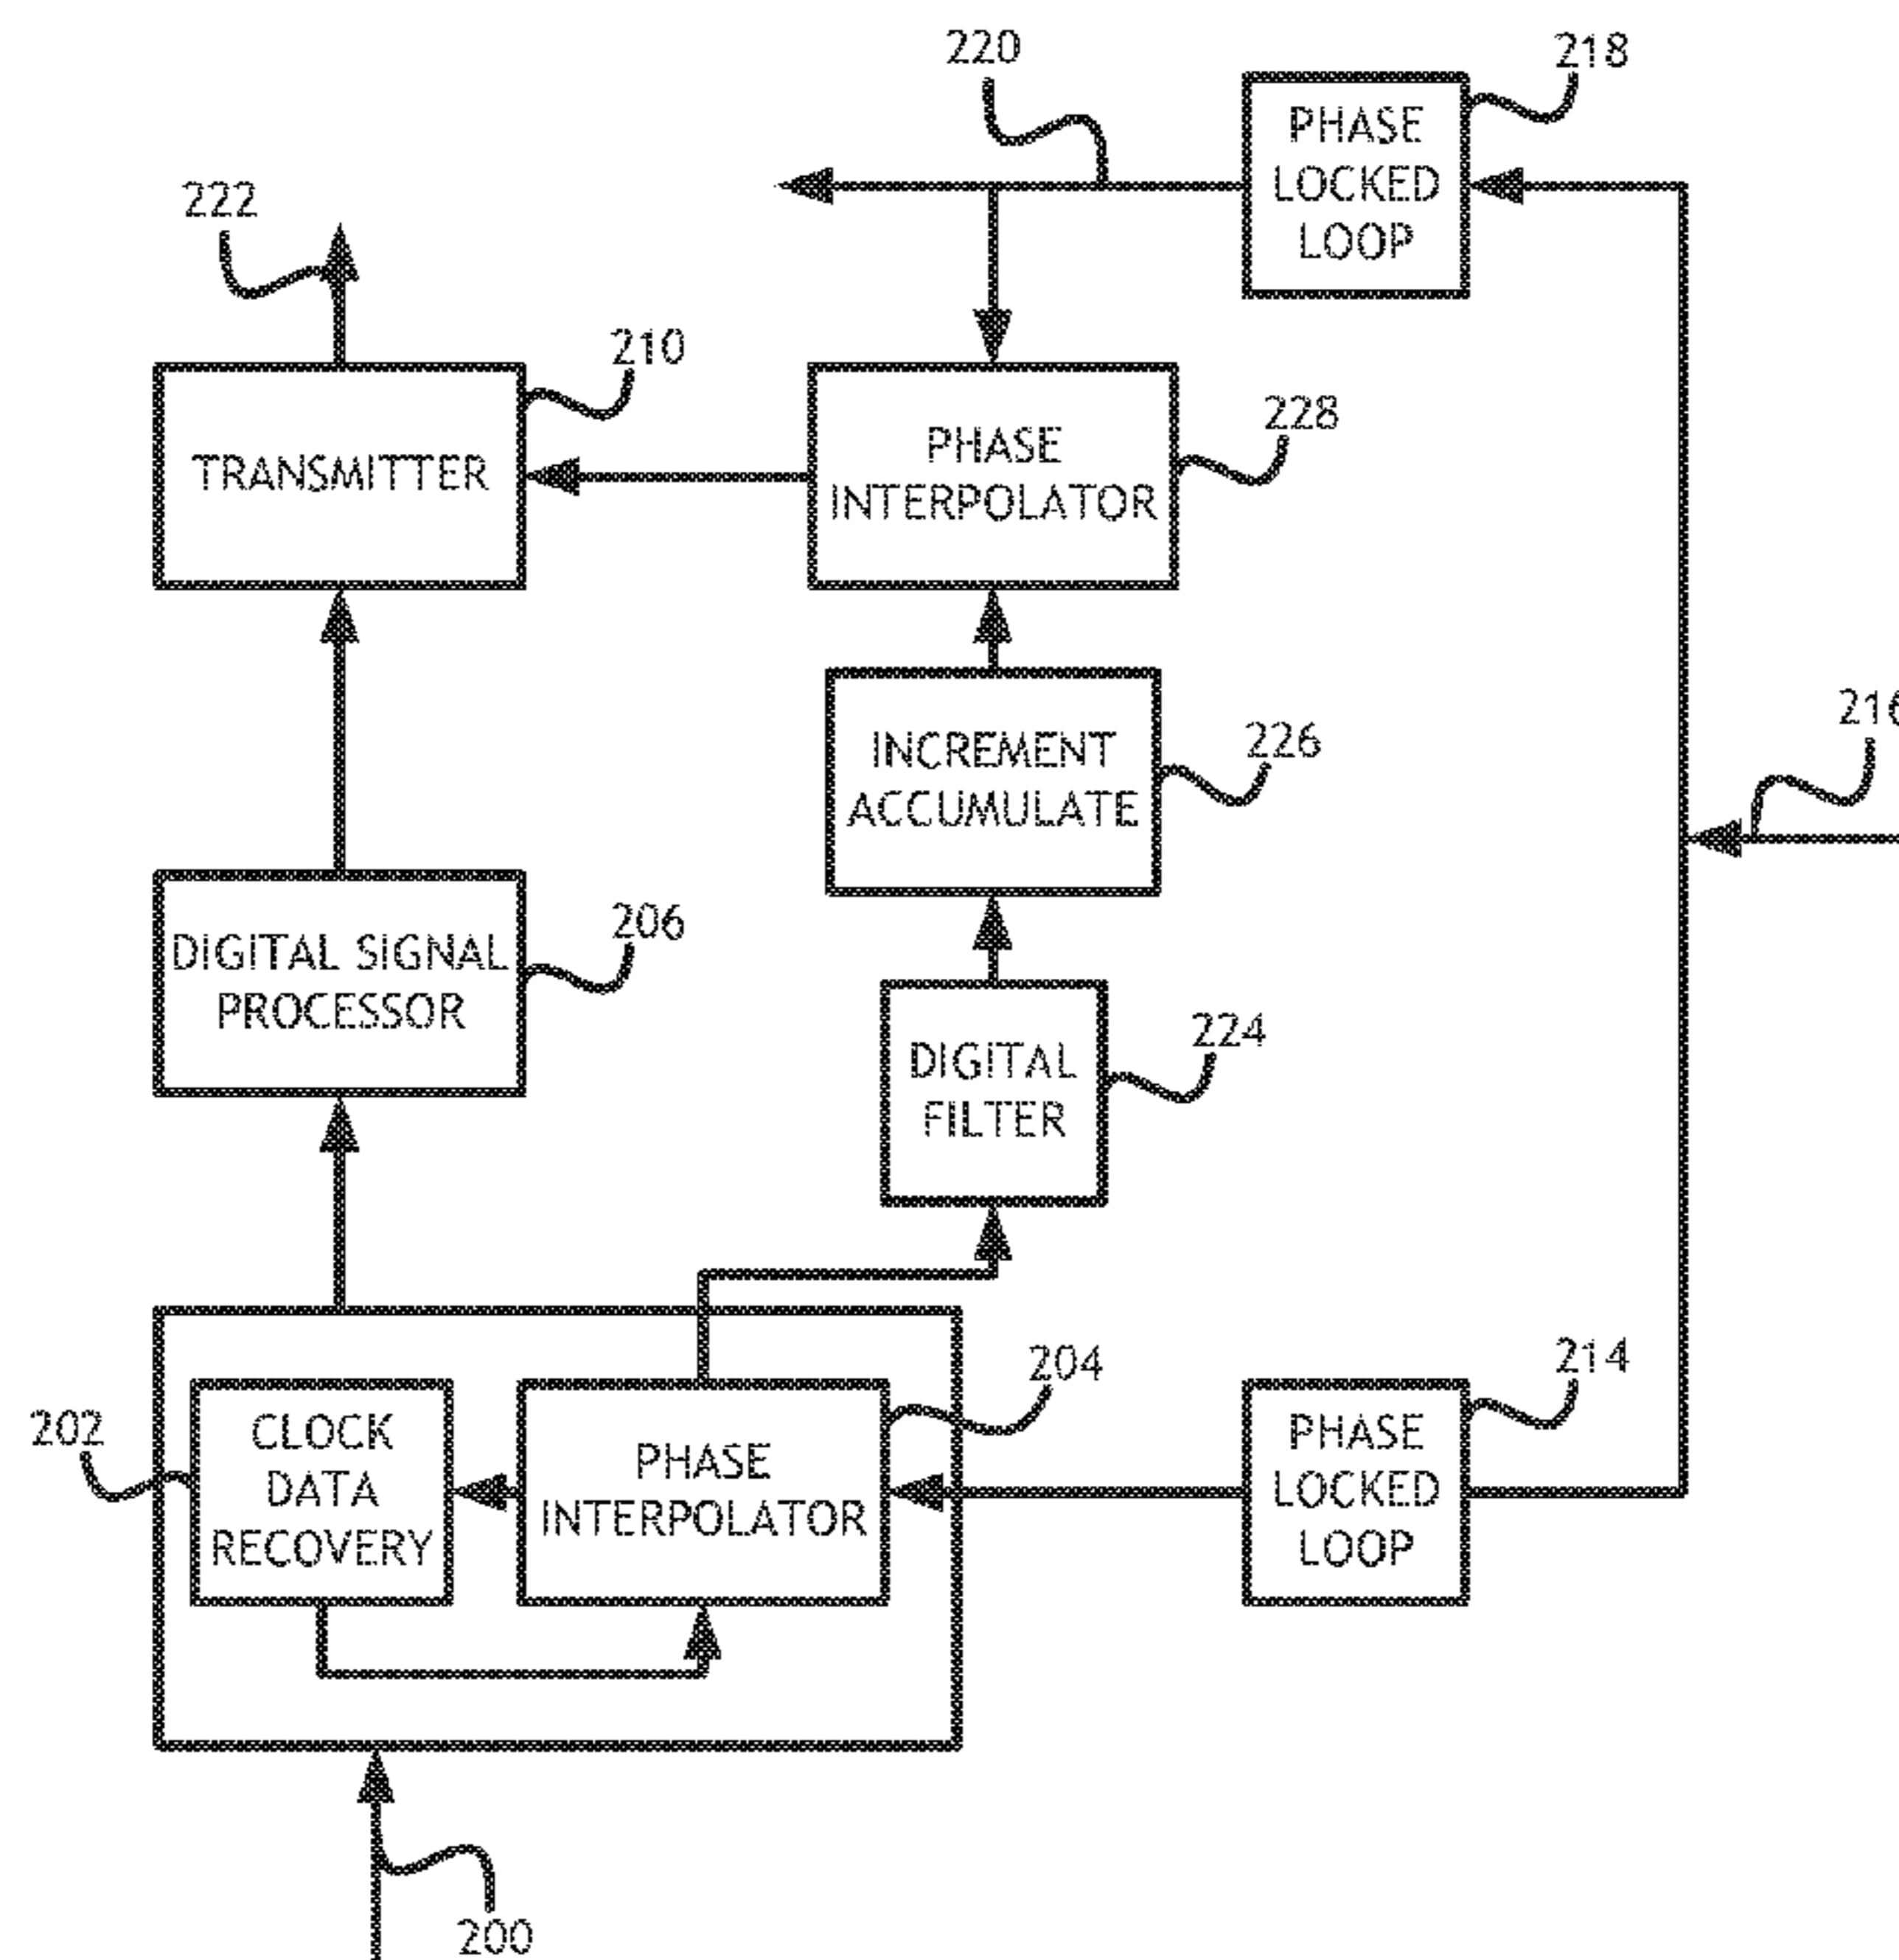 220
218
PHASE
LOCKED
LOOP
222
210
TRANSMITTER
PHASE
INTERPOLATOR
228
216
INCREMENT
ACCUMULATE
226
DIGITAL SIGNAL
PROCESSOR
206
DIGITAL
FILTER
224
202
CLOCK
DATA
RECOVERY
PHASE
INTERPOLATOR
204
PHASE
LOCKED
LOOP
214
200